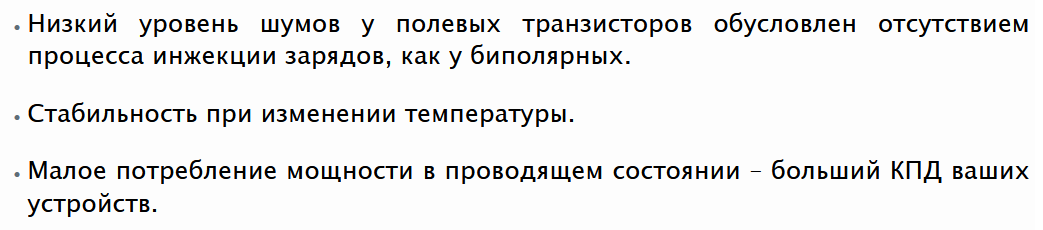 • Низкий уровень шумов у полевых транзисторов обусловлен отсутствием
процесса инжекции зарядов, как у биполярных.
• Стабильность при изменении температуры.
• Малое потребление мощности в проводящем состоянии – больший КПД ваших
устройств.